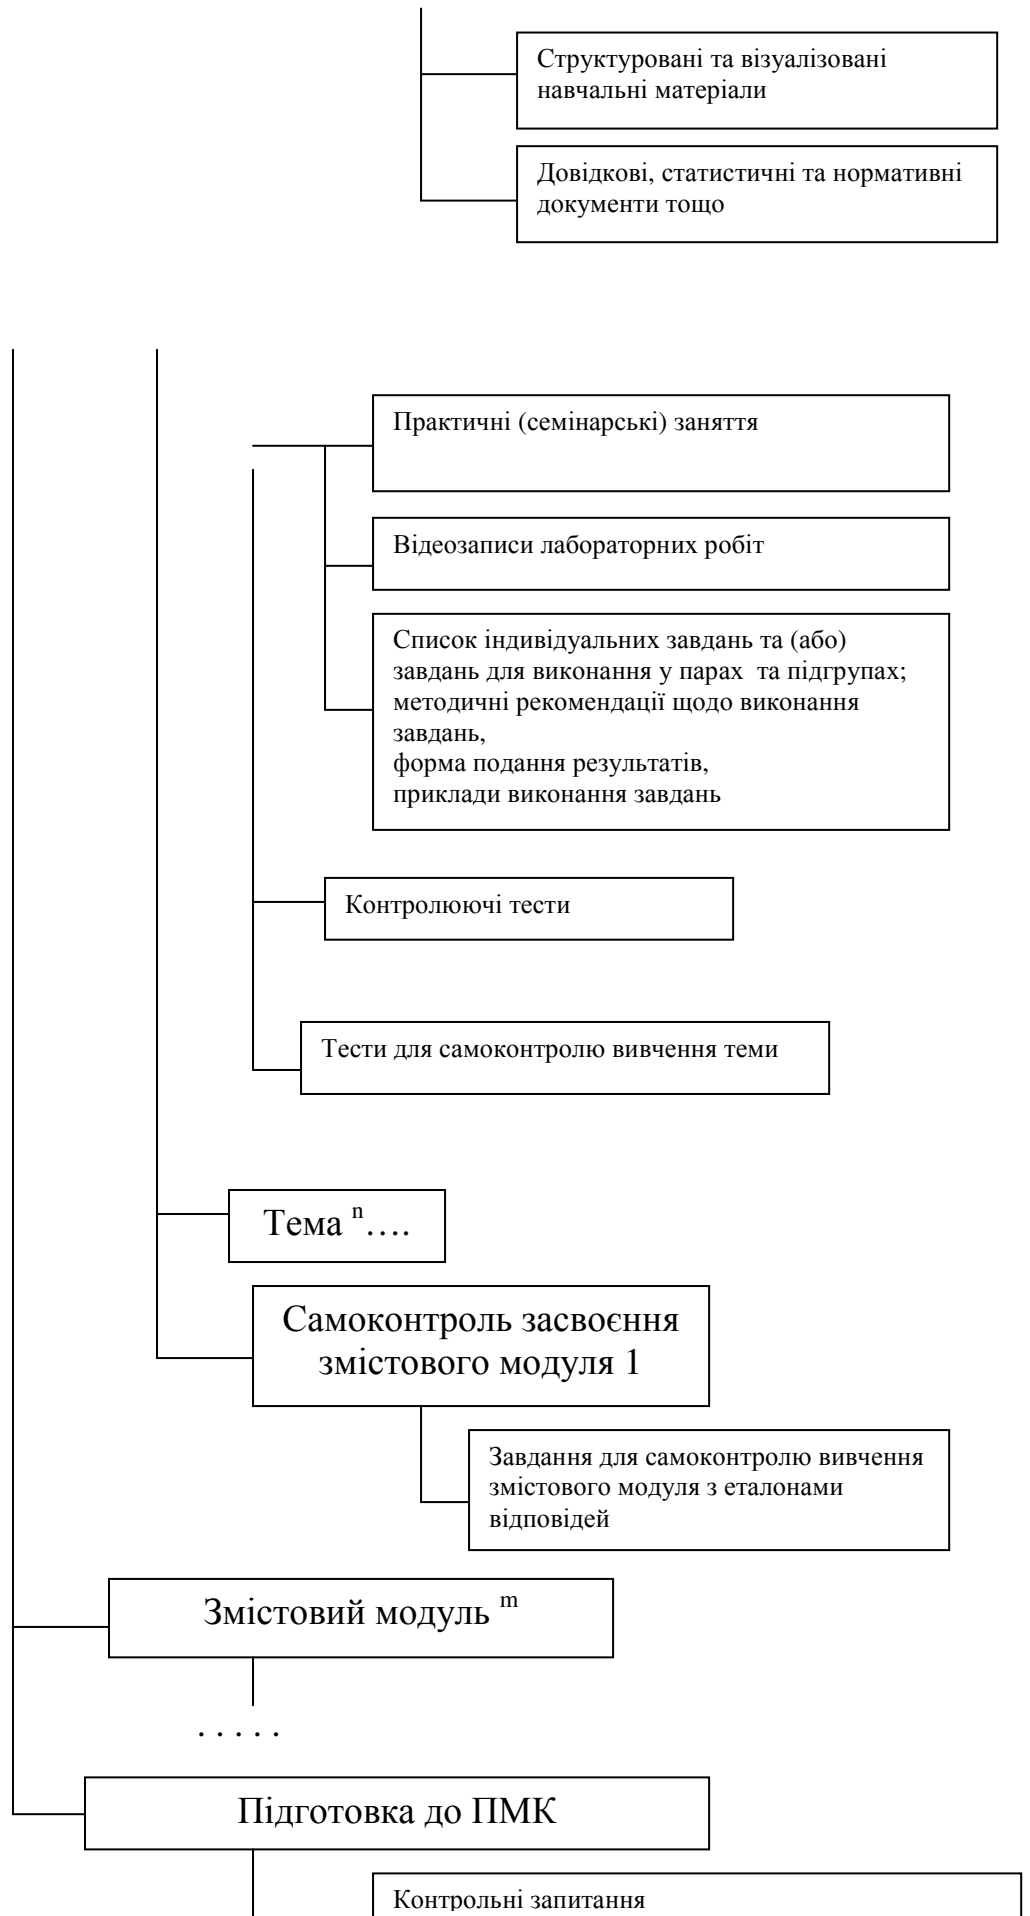 Структуровані та візуалізовані
навчальні матеріали
Довідкові, статистичні та нормативні
документи тощо
Практичні (семінарські) заняття
Відеозаписи лабораторних робіт
Список індивідуальних завдань та (або)
завдань для виконання у парах та підгрупах;
методичні рекомендації щодо виконання
завдань,
форма подання результатів,
приклади виконання завдань
Контролюючі тести
Тести для самоконтролю вивчення теми
Тема ⁿ….
Самоконтроль засвоєння
змістового модуля 1
Завдання для самоконтролю вивчення
змістового модуля з еталонами
відповідей
Змістовий модуль ᵐ
. . . . .
Підготовка до ПМК
Контрольні запитання